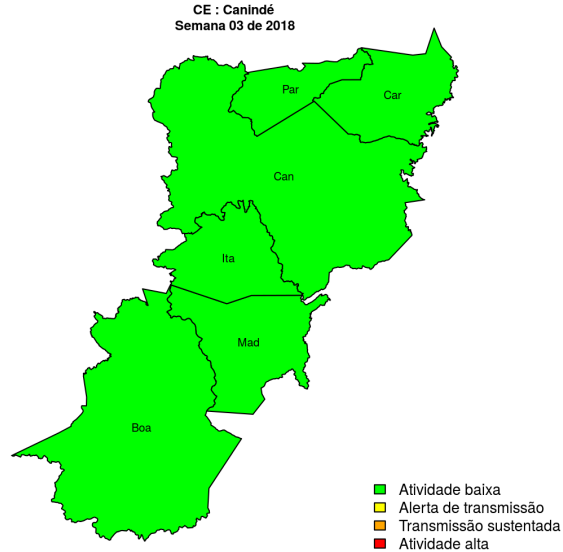 CE : Canindé
Semana 03 de 2018
Par
Car
Can
Ita
Mad
Boa
Atividade baixa
Alerta de transmissão
Transmissão sustentada
Atividade alta